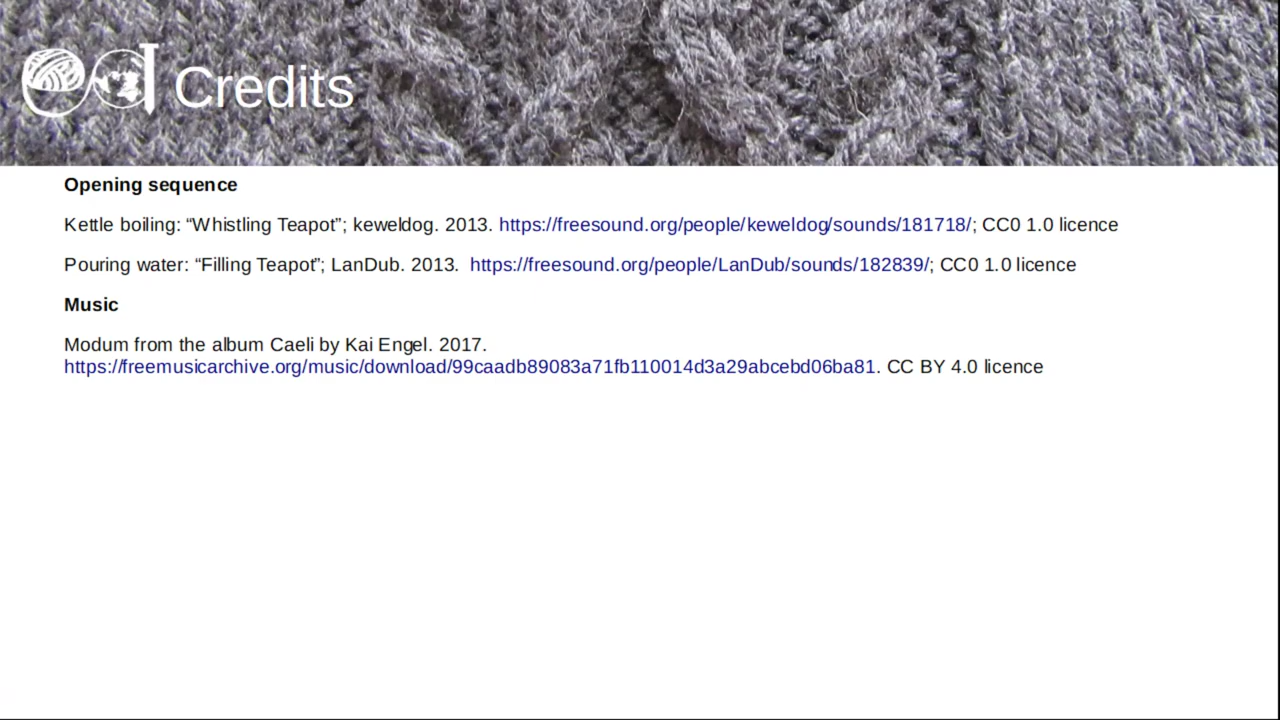 Credits
Opening sequence
Kettle boiling: “Whistling Teapot”; keweldog. 2013. https://freesound.org/people/keweldog/sounds/181718/; CC0 1.0 licence
Pouring water: “Filling Teapot”; LanDub. 2013.  https://freesound.org/people/LanDub/sounds/182839/; CC0 1.0 licence
Music
Modum from the album Caeli by Kai Engel. 2017.
https://freemusicarchive.org/music/download/99caadb89083a71fb110014d3a29abcebd06ba81. CC BY 4.0 licence